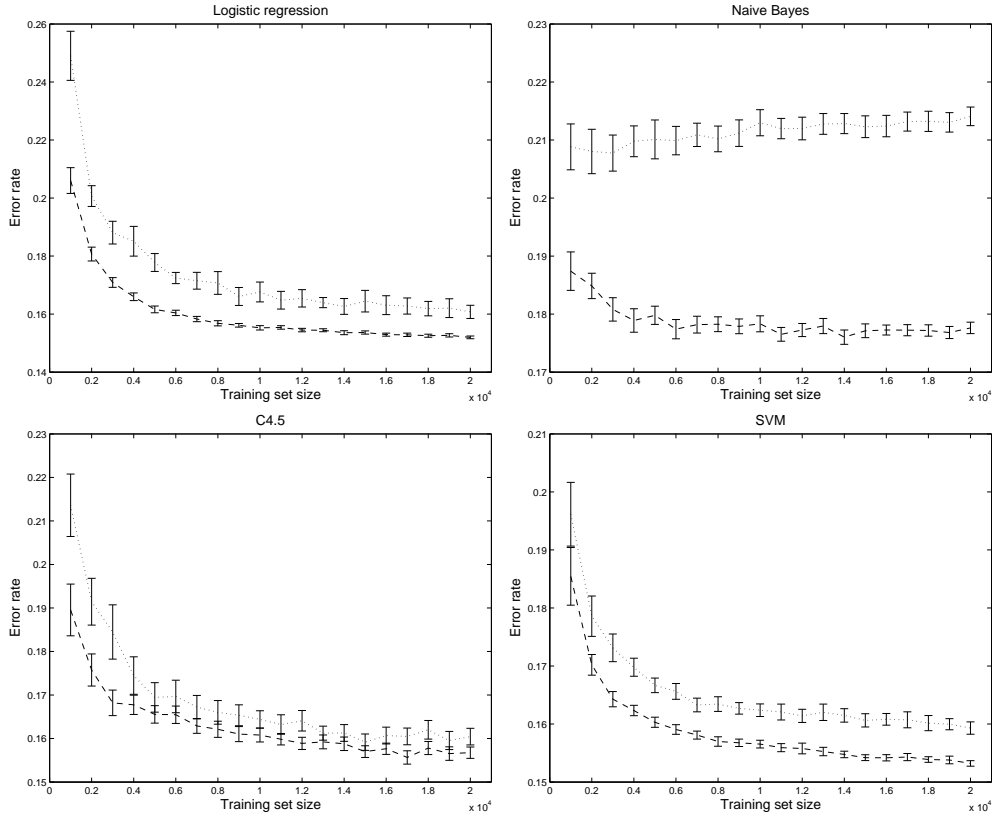 Logistic regression
0.26
0.24
0.22
0.2
0.18
0.16
0.14
Error rate
0 0.2 0.4 0.6 0.8 1 1.2 1.4 1.6 1.8 2
Training set size
x 10^4
Naive Bayes
0.23
0.22
0.21
0.2
0.19
0.18
0.17
Error rate
0 0.2 0.4 0.6 0.8 1 1.2 1.4 1.6 1.8 2
Training set size
x 10^4
C4.5
0.23
0.22
0.21
0.2
0.19
0.18
0.17
0.16
0.15
Error rate
0 0.2 0.4 0.6 0.8 1 1.2 1.4 1.6 1.8 2
Training set size
x 10^4
SVM
0.21
0.2
0.19
0.18
0.17
0.16
0.15
Error rate
0 0.2 0.4 0.6 0.8 1 1.2 1.4 1.6 1.8 2
Training set size
x 10^4